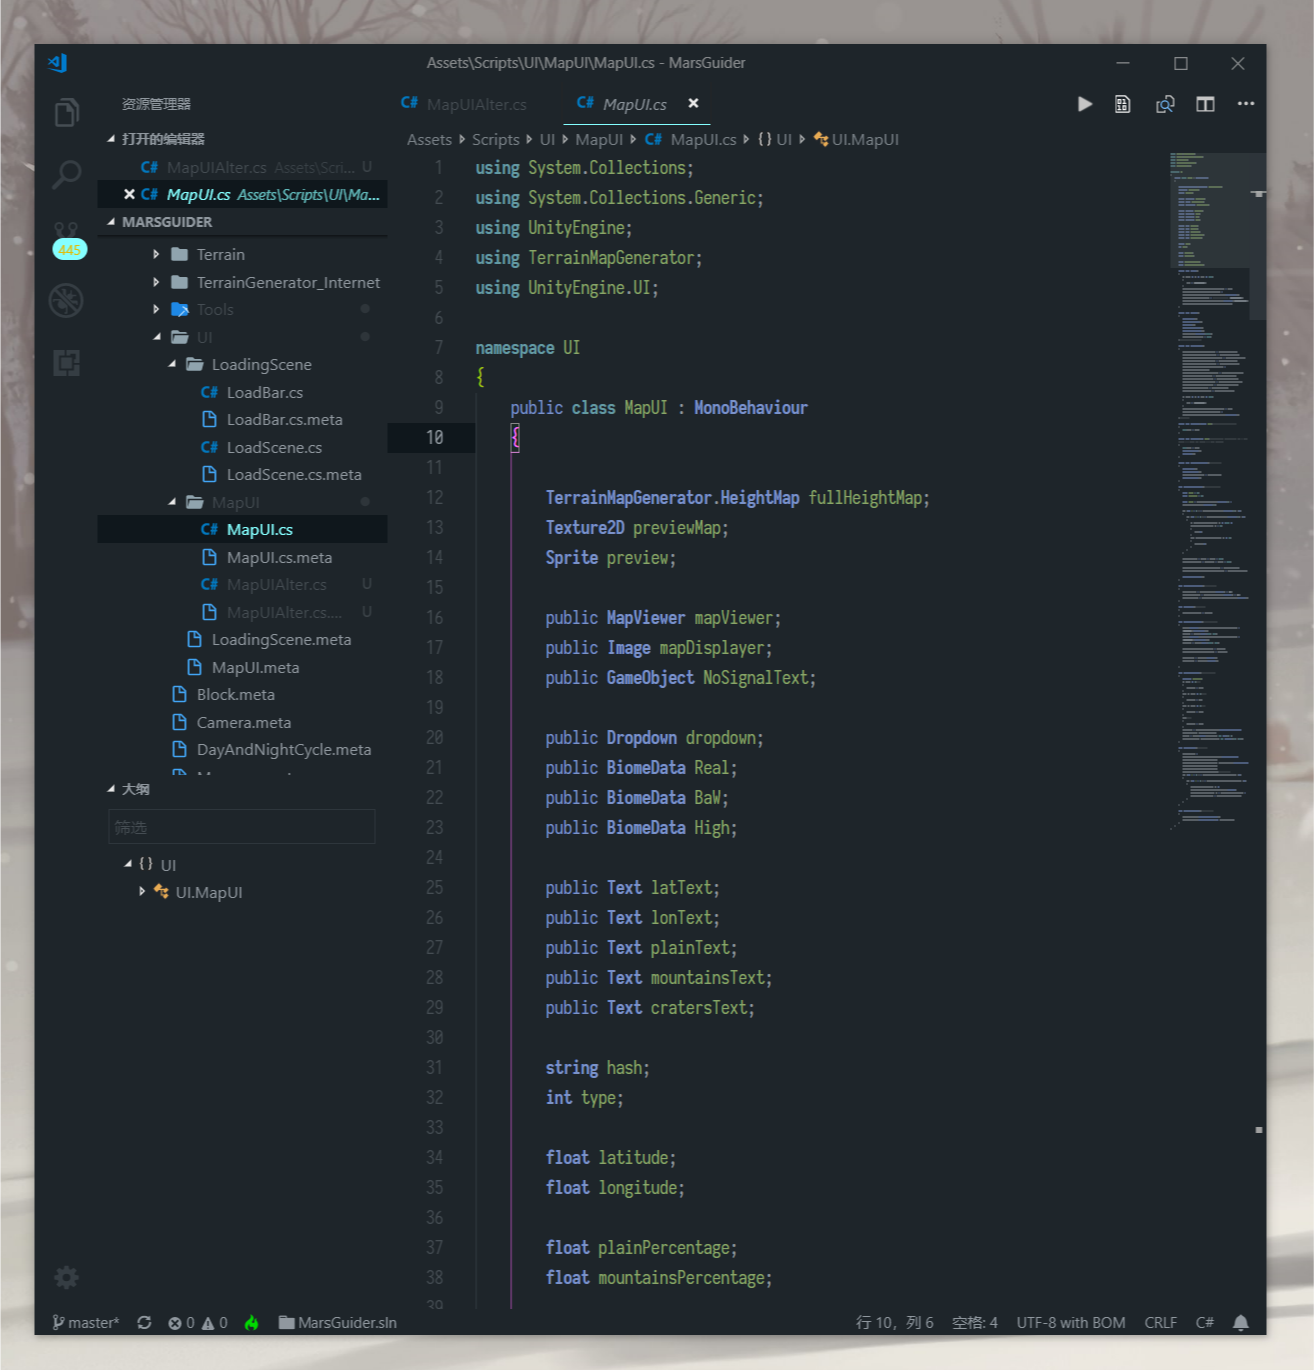 Assets\Scripts\UI\MapUI\MapUI.cs - MarsGuider
资源管理器
打开的编辑器
C# MapUIAlter.cs Assets\Scri... U
C# MapUI.cs Assets\Scripts\UI\Ma...
MARSGUIDER
445
Terrain
TerrainGenerator_Internet
Tools
UI
LoadingScene
C# LoadBar.cs
LoadBar.cs.meta
C# LoadScene.cs
LoadScene.cs.meta
MapUI
C# MapUI.cs
MapUI.cs.meta
C# MapUIAlter.cs U
MapUIAlter.cs.... U
LoadingScene.meta
MapUI.meta
Block.meta
Camera.meta
DayAndNightCycle.meta
大纲
筛选
{ } UI
UI.MapUI
C# MapUIAlter.cs C# MapUI.cs
Assets Scripts UI MapUI C# MapUI.cs { } UI UI.MapUI
1 using System.Collections;
2 using System.Collections.Generic;
3 using UnityEngine;
4 using TerrainMapGenerator;
5 using UnityEngine.UI;
6
7 namespace UI
8 {
9 public class MapUI : MonoBehaviour
10 {
11
12 TerrainMapGenerator.HeightMap fullHeightMap;
13 Texture2D previewMap;
14 Sprite preview;
15
16 public MapViewer mapViewer;
17 public Image mapDisplayer;
18 public GameObject NoSignalText;
19
20 public Dropdown dropdown;
21 public BiomeData Real;
22 public BiomeData BaW;
23 public BiomeData High;
24
25 public Text latText;
26 public Text lonText;
27 public Text plainText;
28 public Text mountainsText;
29 public Text cratersText;
30
31 string hash;
32 int type;
33
34 float latitude;
35 float longitude;
36
37 float plainPercentage;
38 float mountainsPercentage;
39
master* 0 0 MarsGuider.sln 行 10，列 6 空格: 4 UTF-8 with BOM CRLF C#